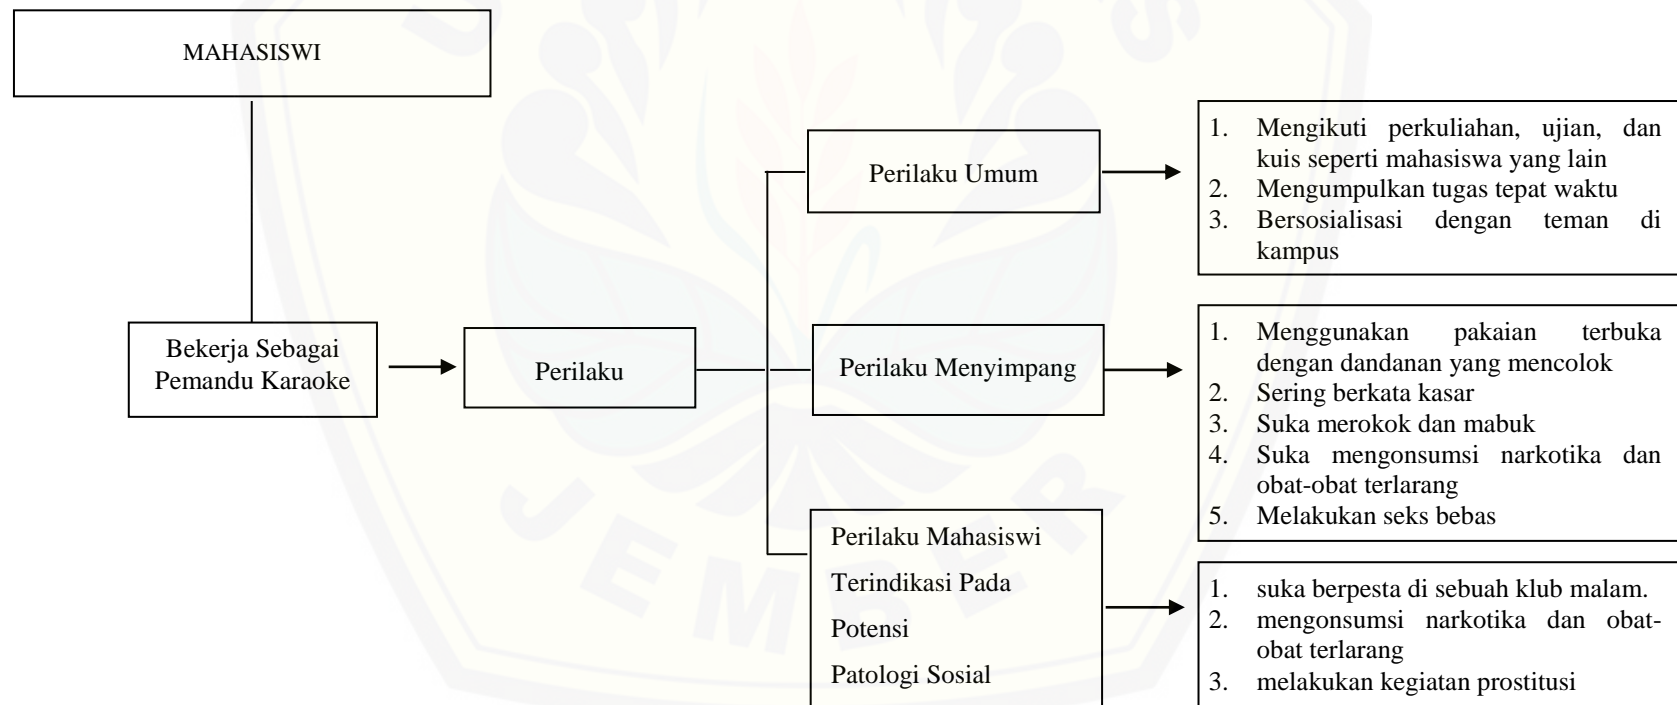 MAHASISWI
Bekerja Sebagai
Pemandu Karaoke
Perilaku
Perilaku Umum
1. Mengikuti perkuliahan, ujian, dan
kuis seperti mahasiswa yang lain
2. Mengumpulkan tugas tepat waktu
3. Bersosialisasi dengan teman di
kampus
Perilaku Menyimpang
1. Menggunakan pakaian terbuka
dengan dandanan yang mencolok
2. Sering berkata kasar
3. Suka merokok dan mabuk
4. Suka mengonsumsi narkotika dan
obat-obat terlarang
5. Melakukan seks bebas
Perilaku Mahasiswi
Terindikasi Pada
Potensi
Patologi Sosial
1. suka berpesta di sebuah klub malam.
2. mengonsumsi narkotika dan obat-
obat terlarang
3. melakukan kegiatan prostitusi
JEMBER